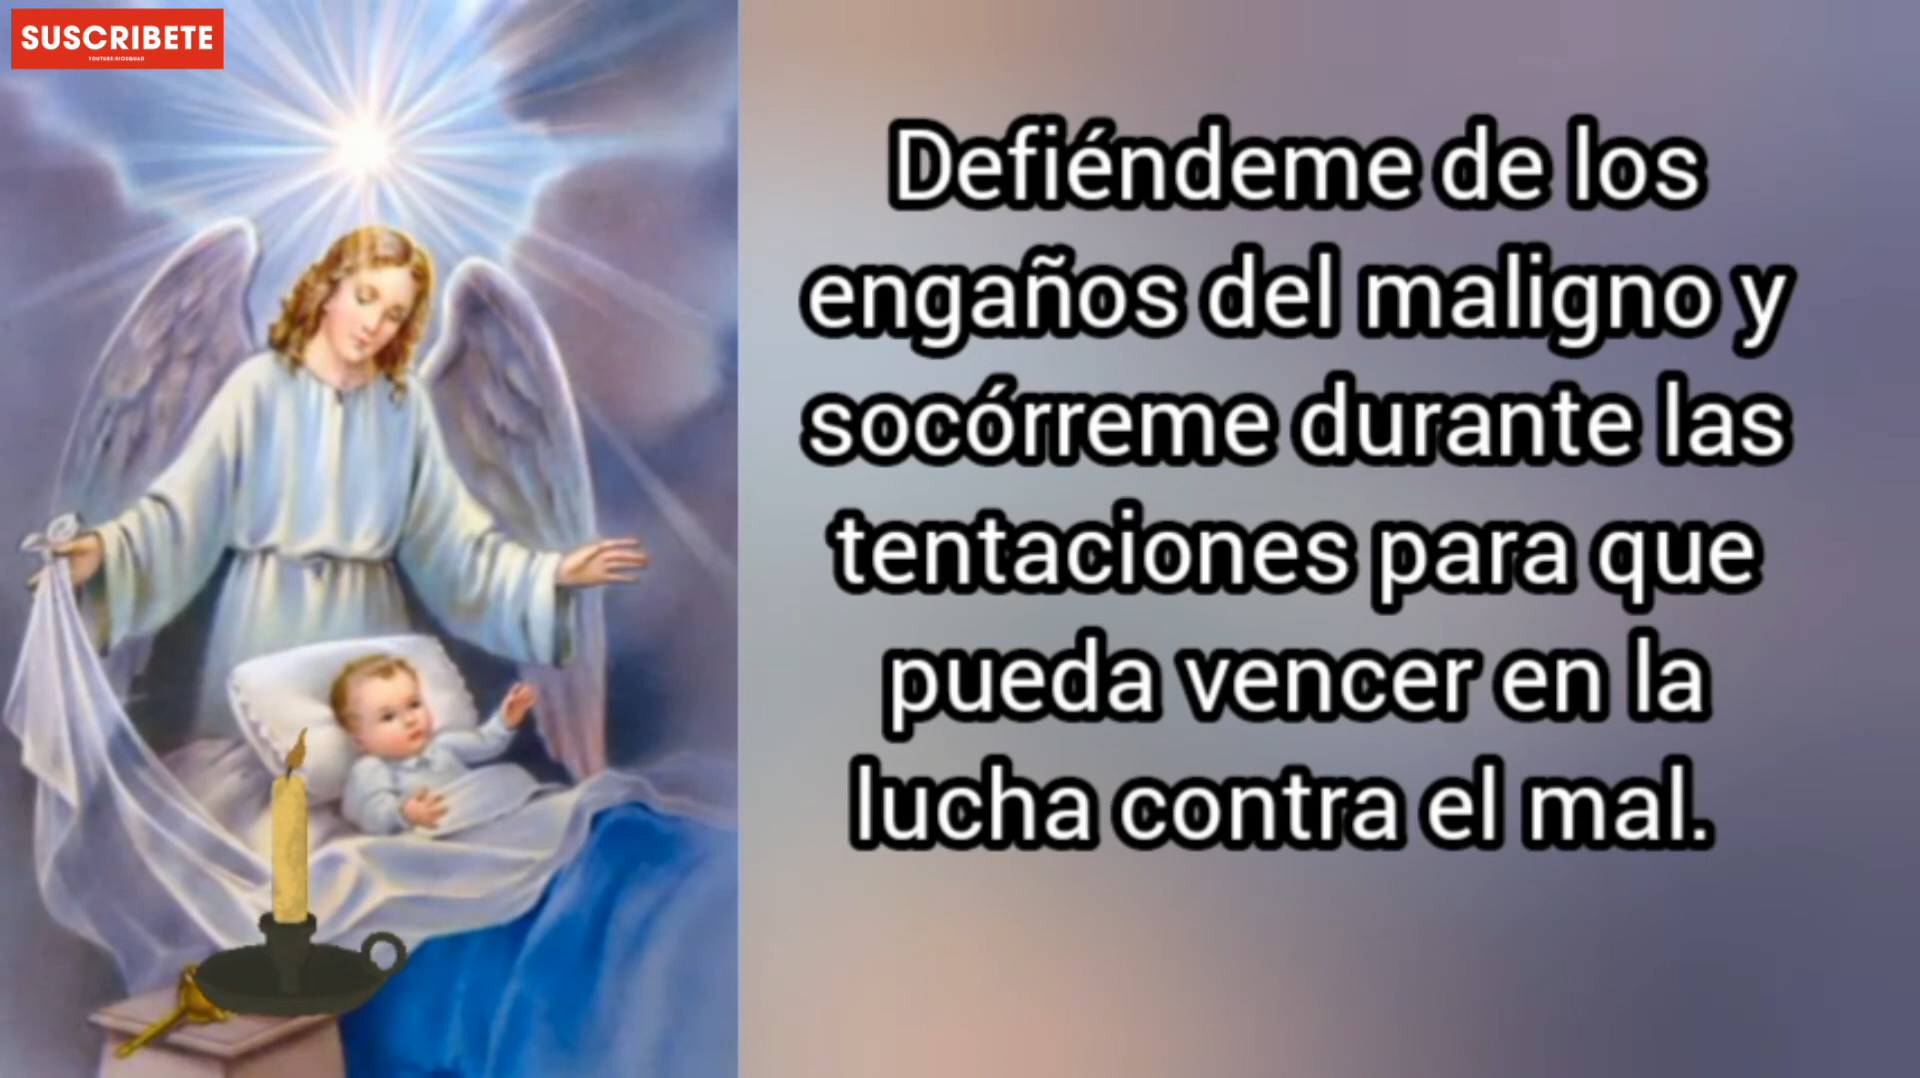 SUSCRIBETE
Defiéndeme de los
engaños del maligno y
socórreme durante las
tentaciones para que
pueda vencer en la
lucha contra el mal.